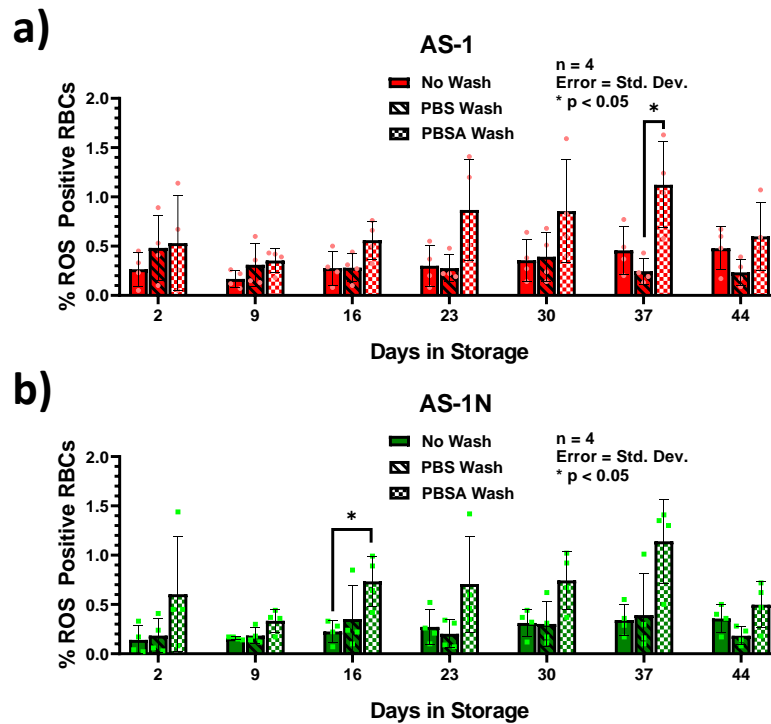 a)
AS-1
n = 4
Error = Std. Dev.
* p < 0.05
No Wash
PBS Wash
PBSA Wash
*
% ROS Positive RBCs
2.0
1.5
1.0
0.5
0.0
2 9 16 23 30 37 44
Days in Storage
b)
AS-1N
n = 4
Error = Std. Dev.
* p < 0.05
No Wash
PBS Wash
PBSA Wash
*
% ROS Positive RBCs
2.0
1.5
1.0
0.5
0.0
2 9 16 23 30 37 44
Days in Storage